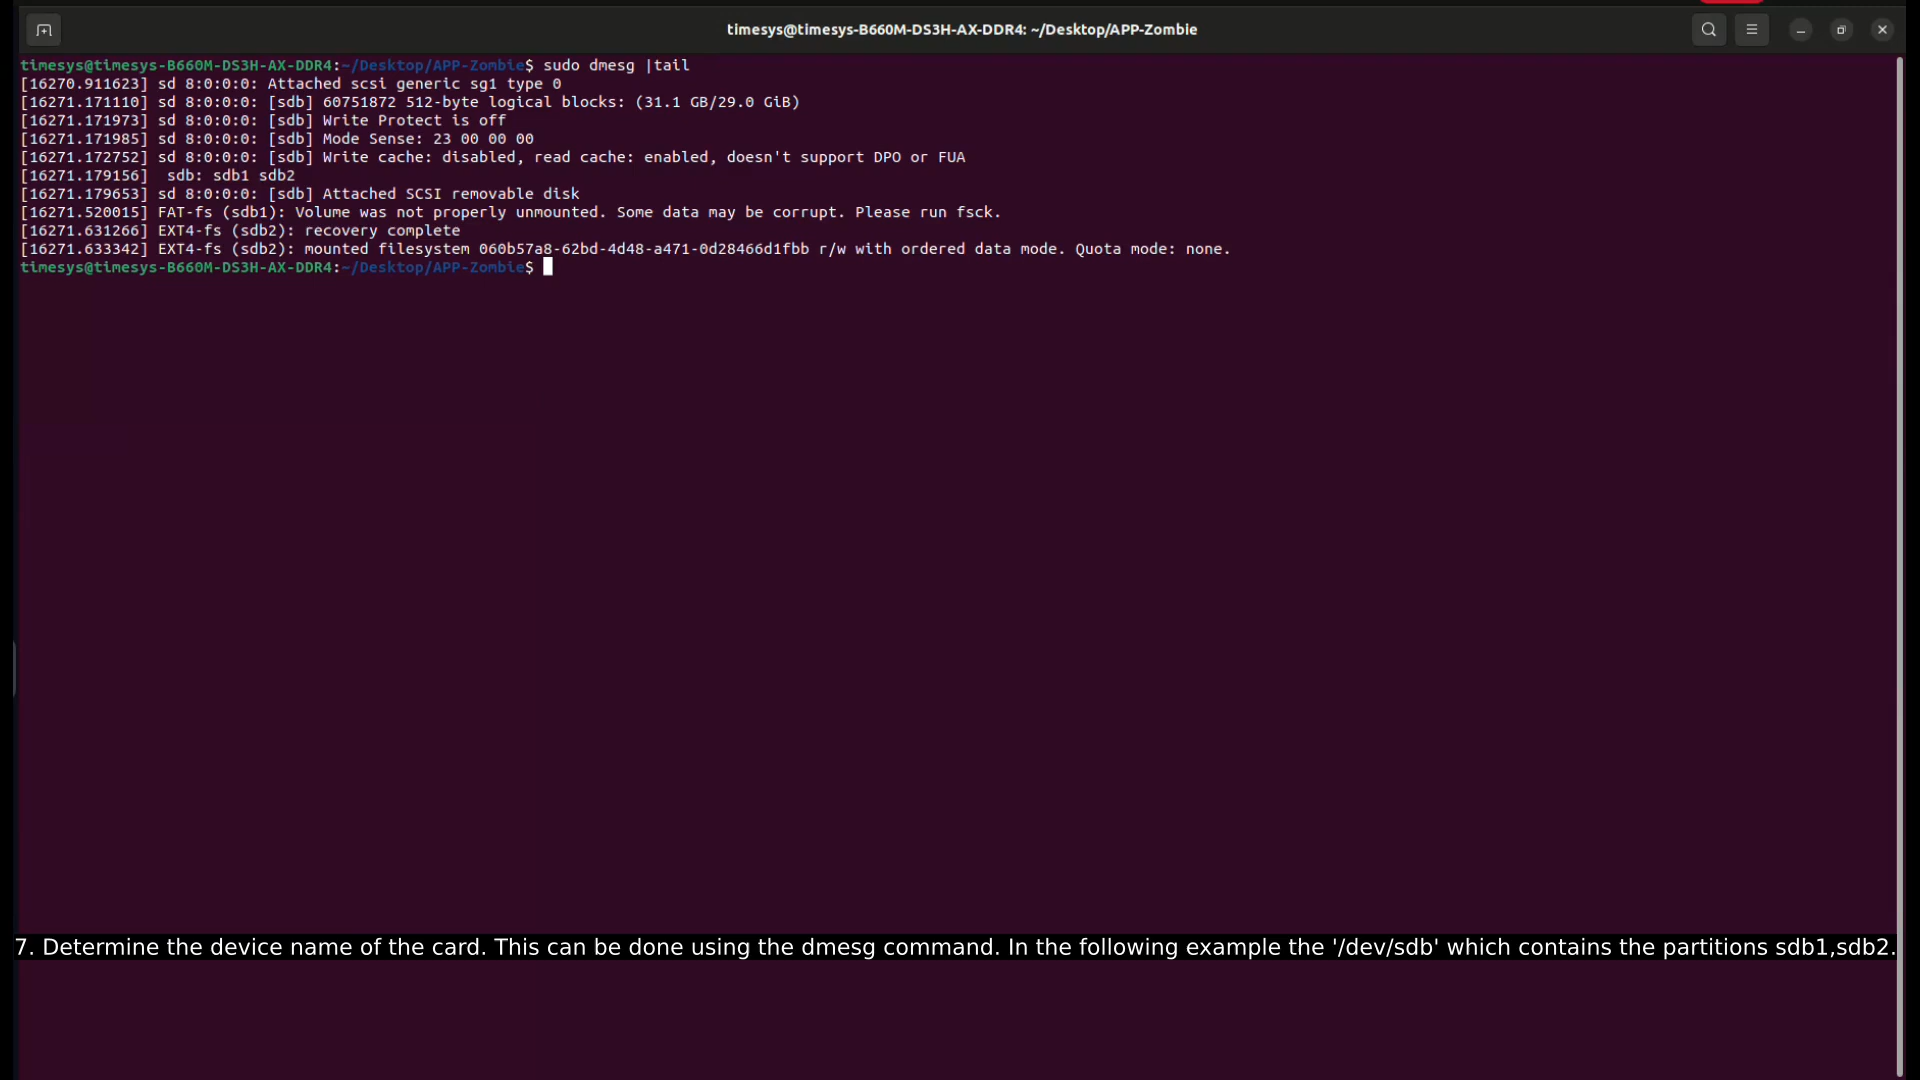 timesys@timesys-B660M-DS3H-AX-DDR4: ~/Desktop/APP-Zombie
timesys@timesys-B660M-DS3H-AX-DDR4:~/Desktop/APP-Zombie$ sudo dmesg |tail
[16270.911623] sd 8:0:0:0: Attached scsi generic sg1 type 0
[16271.171110] sd 8:0:0:0: [sdb] 60751872 512-byte logical blocks: (31.1 GB/29.0 GiB)
[16271.171973] sd 8:0:0:0: [sdb] Write Protect is off
[16271.171985] sd 8:0:0:0: [sdb] Mode Sense: 23 00 00 00
[16271.172752] sd 8:0:0:0: [sdb] Write cache: disabled, read cache: enabled, doesn't support DPO or FUA
[16271.179156]  sdb: sdb1 sdb2
[16271.179653] sd 8:0:0:0: [sdb] Attached SCSI removable disk
[16271.520015] FAT-fs (sdb1): Volume was not properly unmounted. Some data may be corrupt. Please run fsck.
[16271.631266] EXT4-fs (sdb2): recovery complete
[16271.633342] EXT4-fs (sdb2): mounted filesystem 060b57a8-62bd-4d48-a471-0d28466d1fbb r/w with ordered data mode. Quota mode: none.
timesys@timesys-B660M-DS3H-AX-DDR4:~/Desktop/APP-Zombie$
7. Determine the device name of the card. This can be done using the dmesg command. In the following example the '/dev/sdb' which contains the partitions sdb1,sdb2.